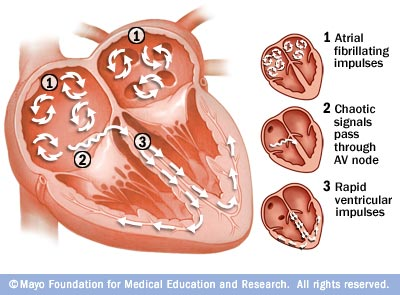 1
1
2
3
1 Atrial
fibrillating
impulses
2 Chaotic
signals
pass
through
AV node
3 Rapid
ventricular
impulses
©Mayo Foundation for Medical Education and Research. All rights reserved.